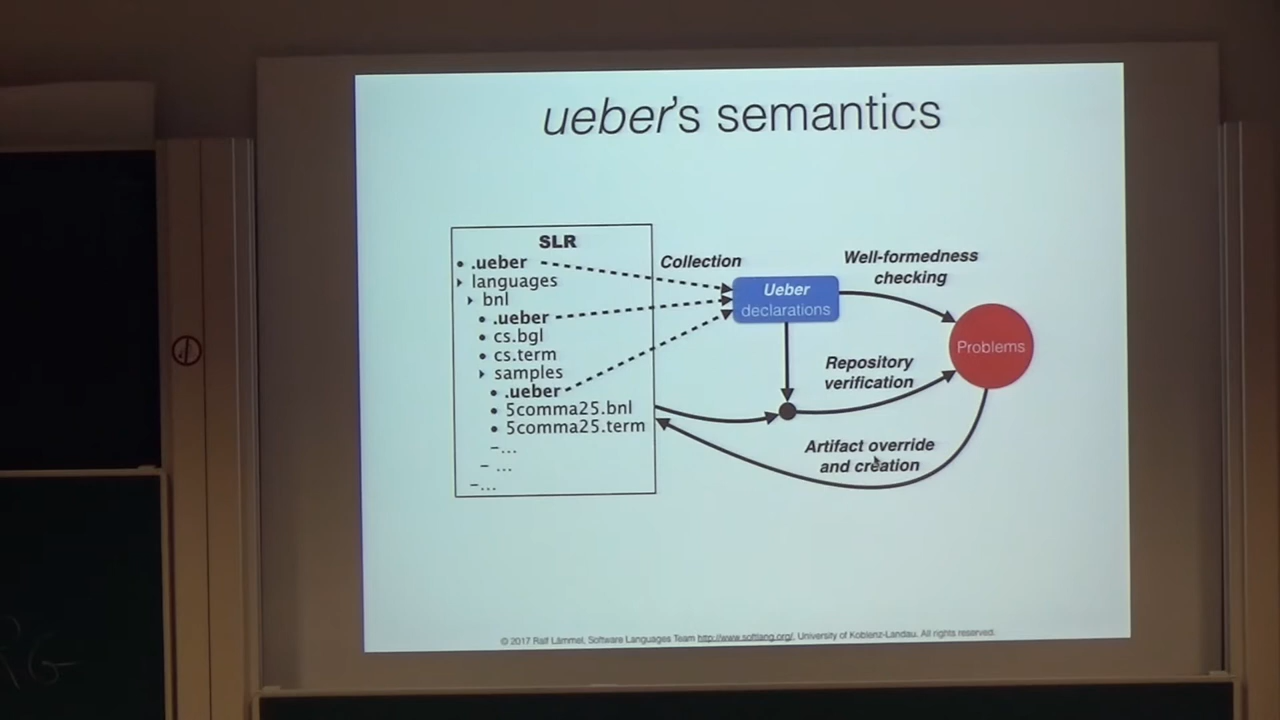 ueber's semantics
SLR
• .ueber
languages
bnl
• .ueber
• cs.bgl
• cs.term
samples
• .ueber
• 5comma25.bnl
• 5comma25.term
–...
– ...
–...
Collection
Ueber
declarations
Well-formedness
checking
Problems
Repository
verification
Artifact override
and creation
© 2017 Ralf Lämmel, Software Languages Team http://www.softlang.org/, University of Koblenz-Landau. All rights reserved.